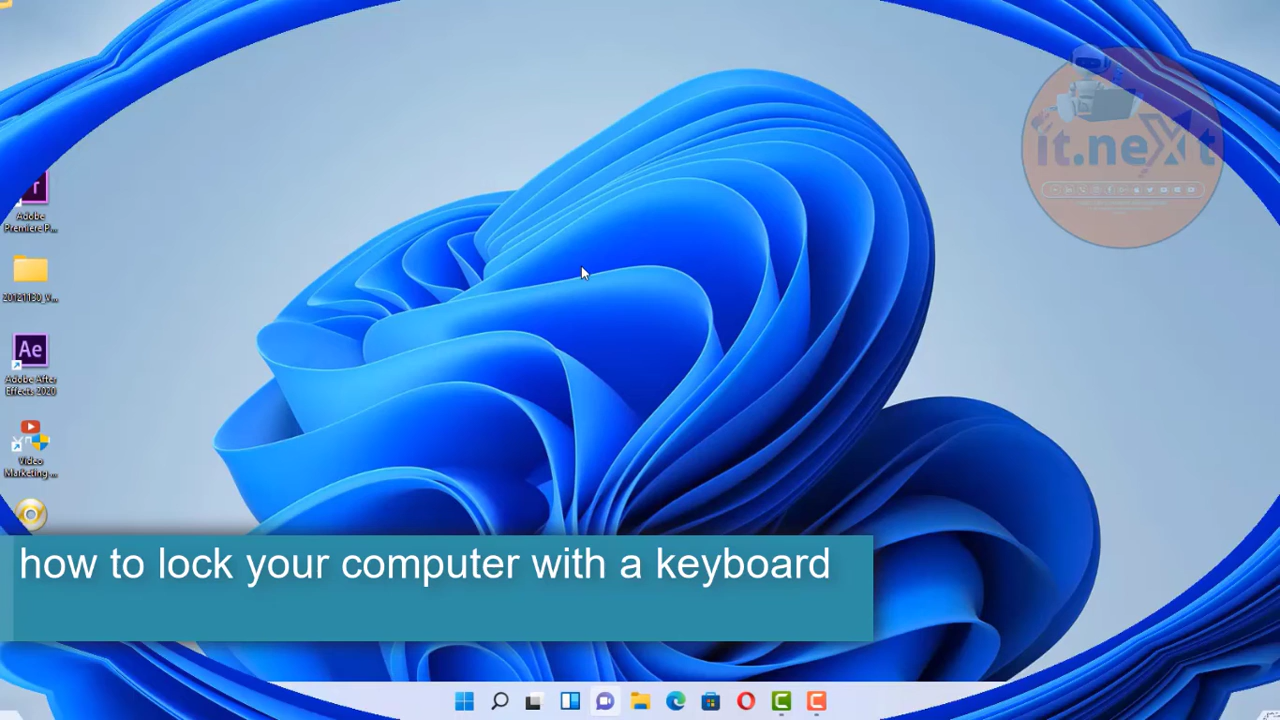 it.neXt
Adobe
Premiere P...
Ae
Adobe After
Effects 2020
Video
Marketing ...
how to lock your computer with a keyboard